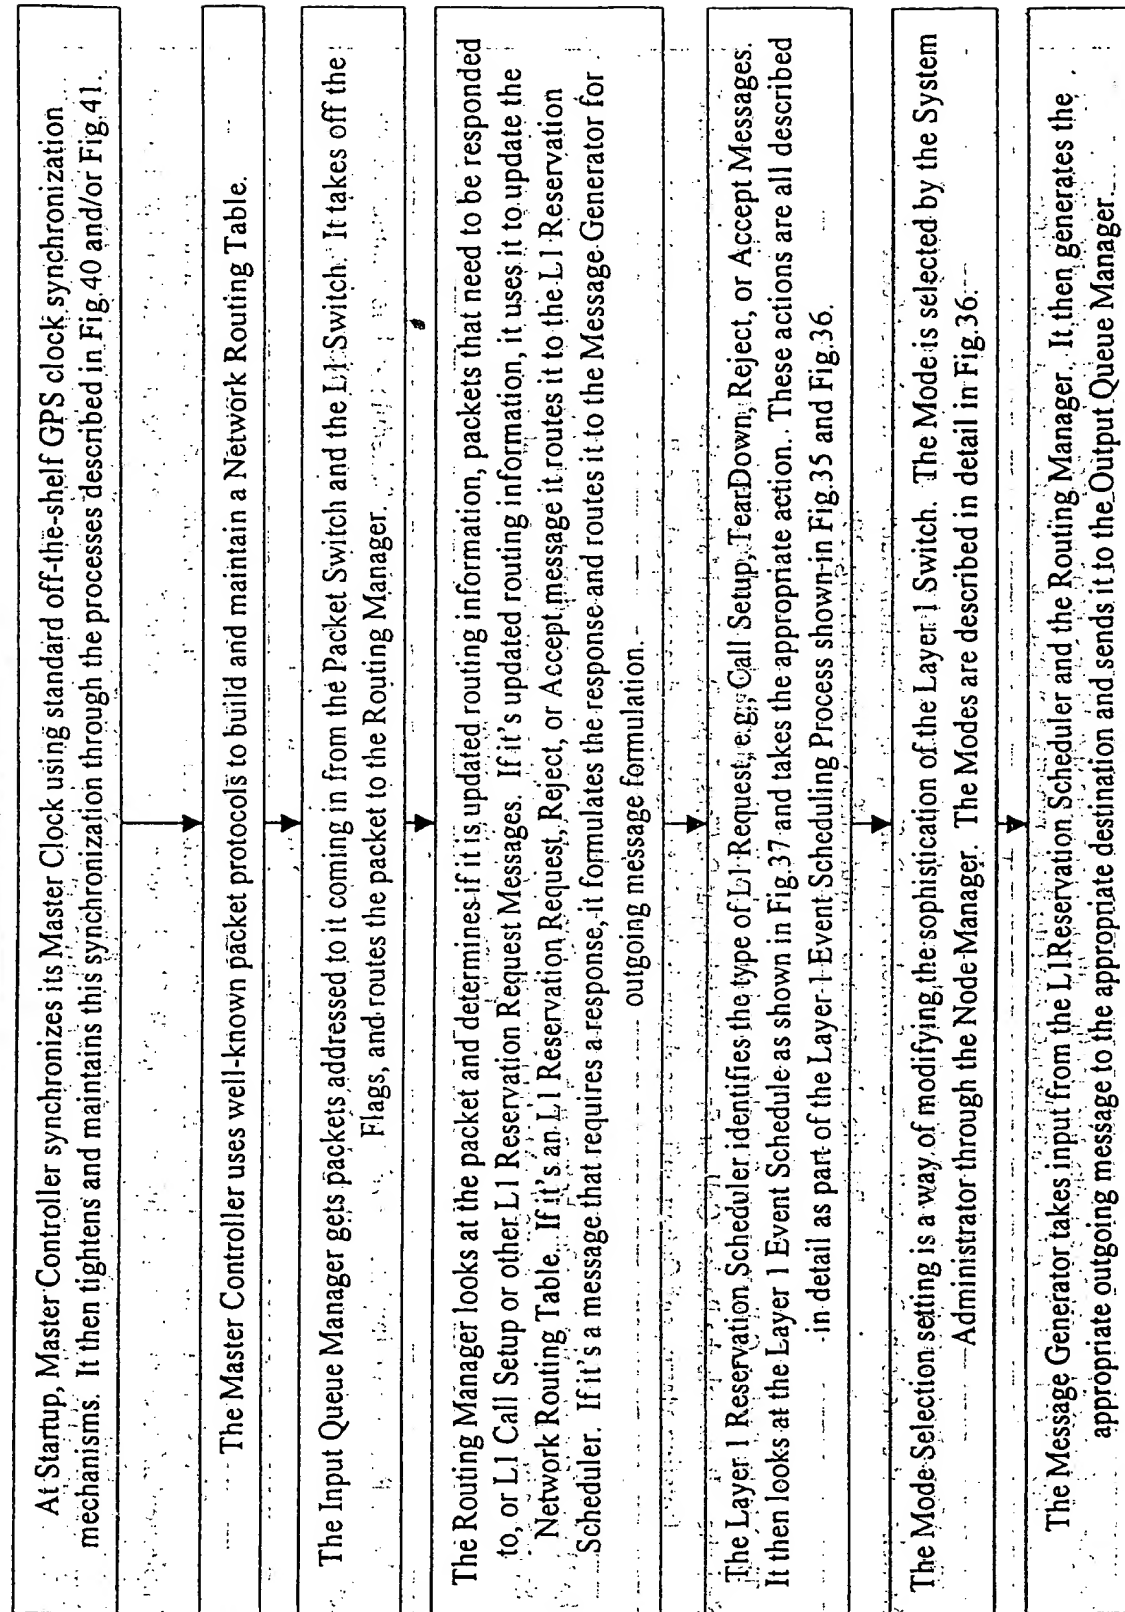 At Startup, Master Controller synchronizes its Master Clock using standard off-the-shelf GPS clock synchronization
mechanisms. It then tightens and maintains this synchronization through the processes described in Fig.40 and/or Fig.41.
The Master Controller uses well-known packet protocols to build and maintain a Network Routing Table.
The Input Queue Manager gets packets addressed to it coming in from the Packet Switch and the L1 Switch. It takes off the
Flags, and routes the packet to the Routing Manager.
The Routing Manager looks at the packet and determines if it is updated routing information, packets that need to be responded
to, or L1 Call Setup or other L1 Reservation Request Messages. If it's updated routing information, it uses it to update the
Network Routing Table. If it's an L1 Reservation Request, Reject, or Accept message it routes it to the L1 Reservation
Scheduler. If it's a message that requires a response, it formulates the response and routes it to the Message Generator for
outgoing message formulation.
The Layer 1 Reservation Scheduler identifies the type of L1 Request, e.g., Call Setup, TearDown, Reject, or Accept Messages.
It then looks at the Layer 1 Event Schedule as shown in Fig.37 and takes the appropriate action. These actions are all described
in detail as part of the Layer 1 Event Scheduling Process shown in Fig.35 and Fig.36.
The Mode Selection setting is a way of modifying the sophistication of the Layer 1 Switch. The Mode is selected by the System
Administrator through the Node Manager. The Modes are described in detail in Fig.36.
The Message Generator takes input from the L1Reservation Scheduler and the Routing Manager. It then generates the
appropriate outgoing message to the appropriate destination and sends it to the Output Queue Manager.